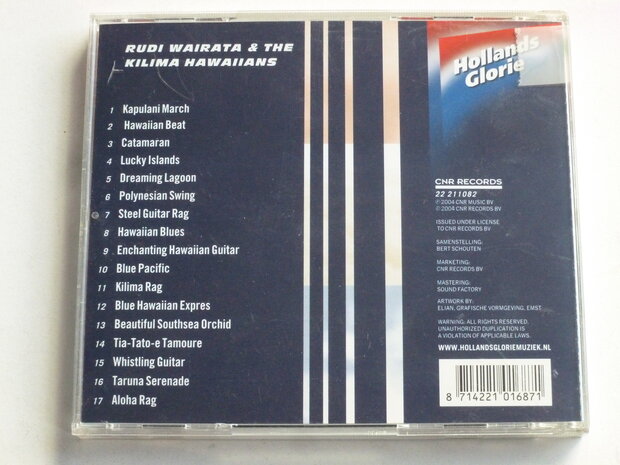 RUDI WAIRATA & THE
KILIMA HAWAIIANS
1 Kapulani March
2 Hawaiian Beat
3 Catamaran
4 Lucky Islands
5 Dreaming Lagoon
6 Polynesian Swing
7 Steel Guitar Rag
8 Hawaiian Blues
9 Enchanting Hawaiian Guitar
10 Blue Pacific
11 Kilima Rag
12 Blue Hawaiian Expres
13 Beautiful Southsea Orchid
14 Tia-Tato-e Tamoure
15 Whistling Guitar
16 Taruna Serenade
17 Aloha Rag
Hollands
Glorie
CNR RECORDS
22 211082
℗ 2004 CNR MUSIC BV
© 2004 CNR RECORDS BV
ISSUED UNDER LICENSE
TO CNR RECORDS BV
SAMENSTELLING:
BERT SCHOUTEN
MARKETING:
CNR RECORDS BV
MASTERING:
SOUND FACTORY
ARTWORK BY:
ELIAN, GRAFISCHE VORMGEVING, EMST.
WARNING: ALL RIGHTS RESERVED.
UNAUTHORIZED DUPLICATION IS
A VIOLATION OF APPLICABLE LAWS.
WWW.HOLLANDSGLORIEMUZIEK.NL
8 714221 016871